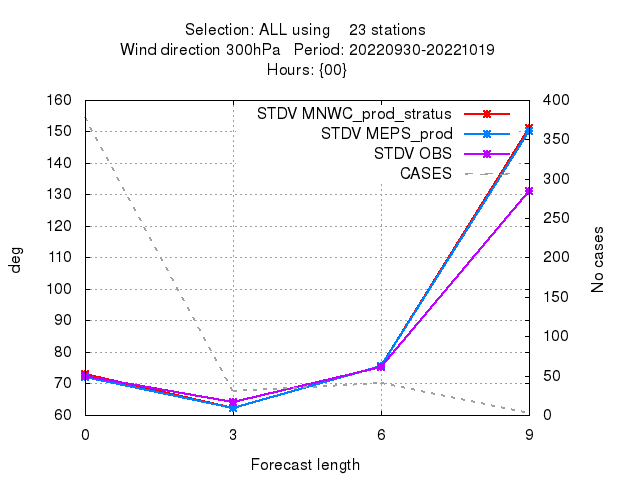 Selection: ALL using    23 stations
Wind direction 300hPa   Period: 20220930-20221019
Hours: {00}
STDV MNWC_prod_stratus
STDV MEPS_prod
STDV OBS
CASES
deg
160
150
140
130
120
110
100
90
80
70
60
400
350
300
250
200
150
100
50
0
No cases
0 3 6 9
Forecast length